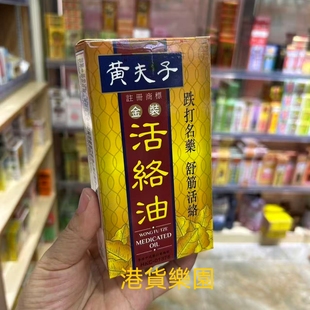 黃夫子
註冊商標
金裝
活絡油
跌打名藥 舒筋活絡
WONG FU TZE
MEDICATED
OIL
港貨樂園